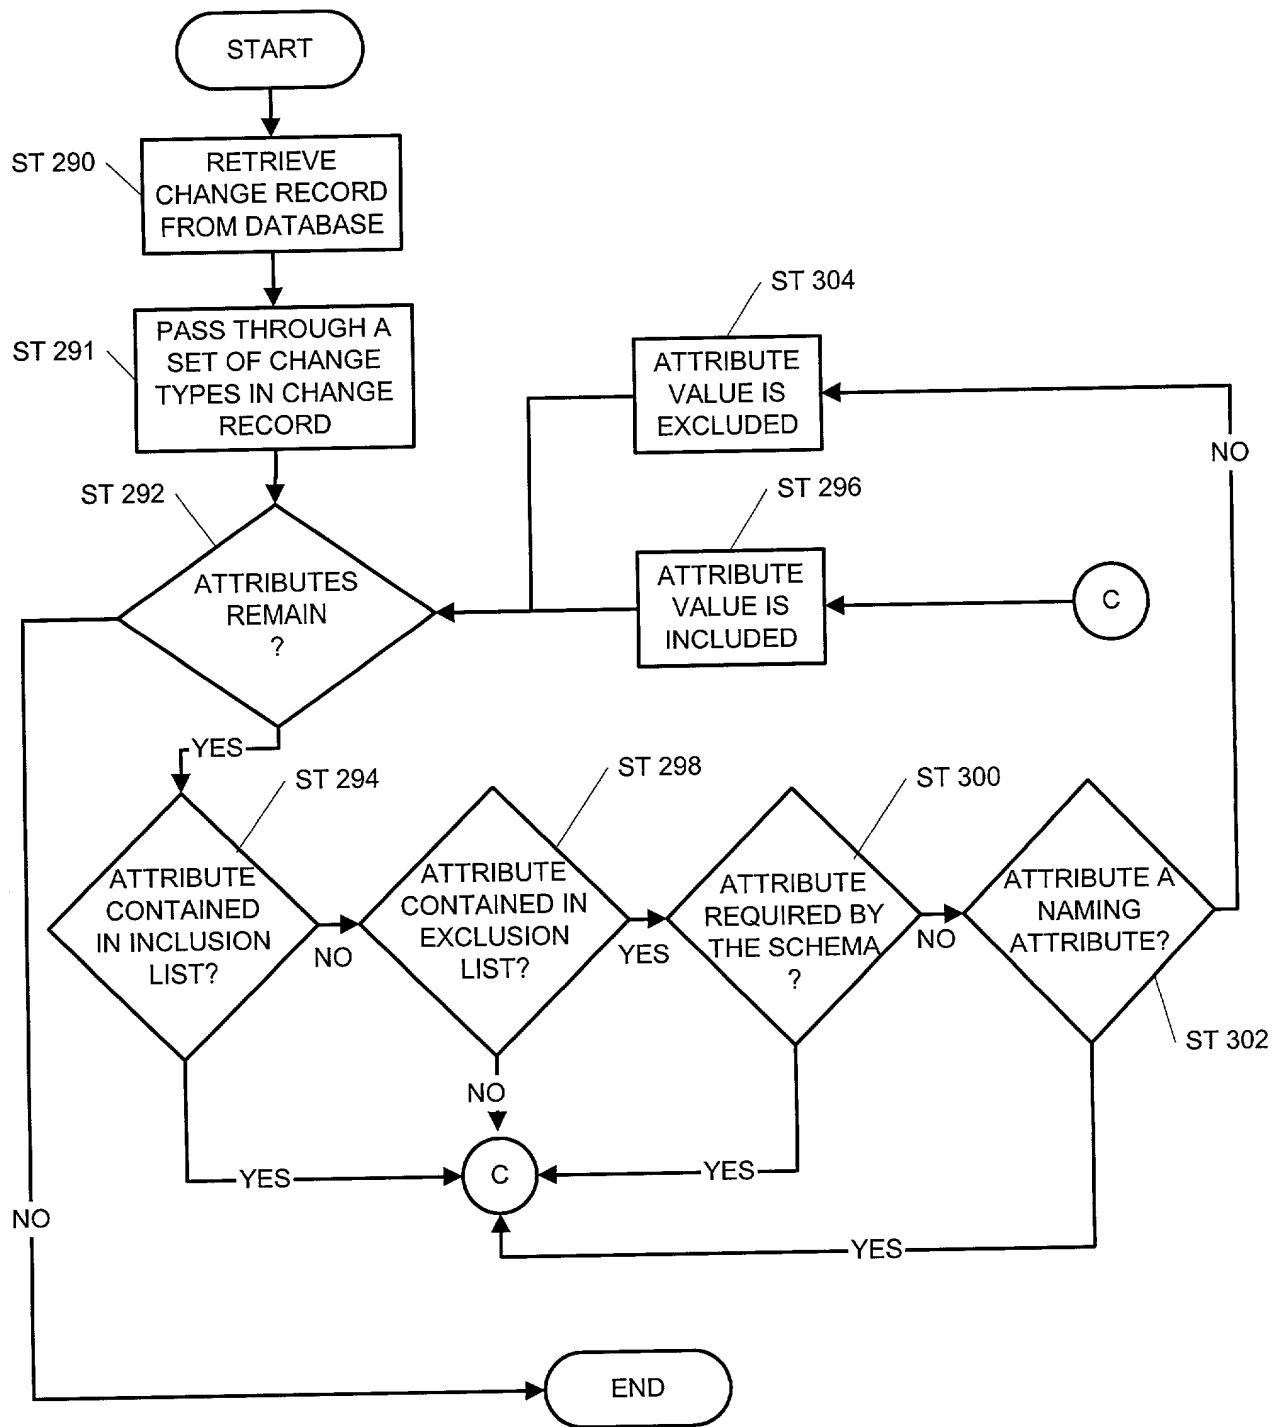 START
ST 290
RETRIEVE
CHANGE RECORD
FROM DATABASE
ST 291
PASS THROUGH A
SET OF CHANGE
TYPES IN CHANGE
RECORD
ST 304
ATTRIBUTE
VALUE IS
EXCLUDED
NO
ST 292
ATTRIBUTES
REMAIN
?
ST 296
ATTRIBUTE
VALUE IS
INCLUDED
C
YES
ST 294
ATTRIBUTE
CONTAINED
IN INCLUSION
LIST?
NO
ST 298
ATTRIBUTE
CONTAINED IN
EXCLUSION
LIST?
YES
ST 300
ATTRIBUTE
REQUIRED BY
THE SCHEMA
?
NO
ATTRIBUTE A
NAMING
ATTRIBUTE?
ST 302
NO
C
YES
YES
YES
NO
END